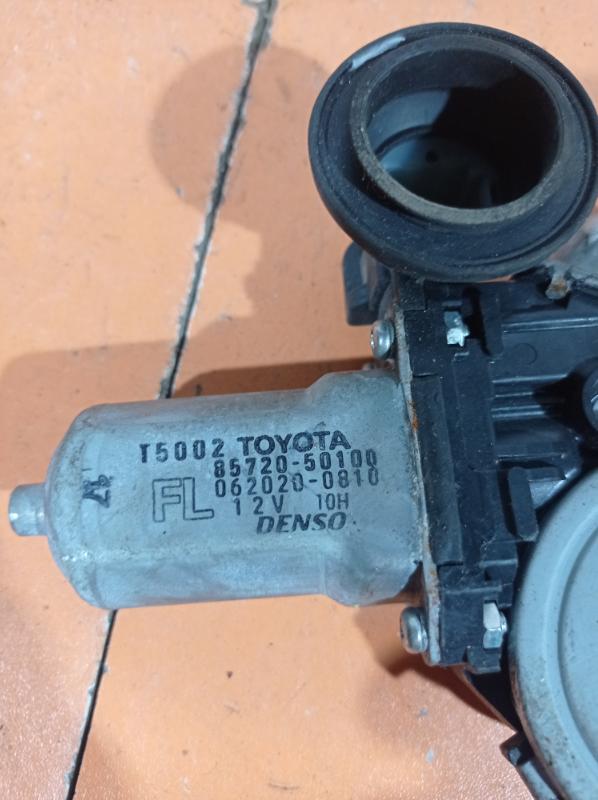 T5002 TOYOTA
85720-50100
FL 062020-0810
12V 10H
DENSO